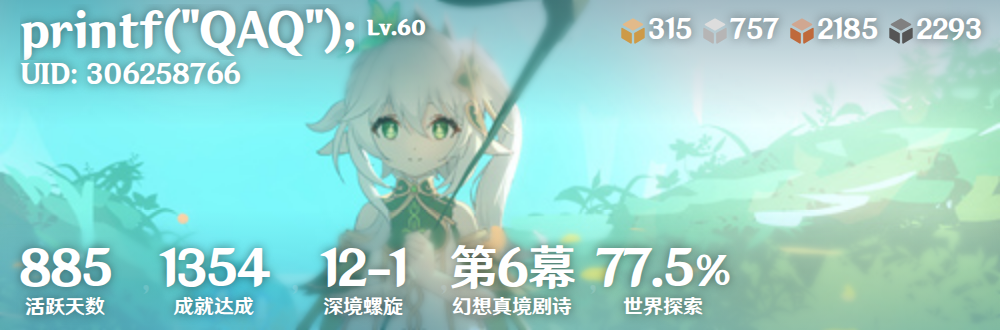 printf("QAQ"); Lv.60
315 757 2185 2293
UID: 306258766
885 1354 12-1 第6幕 77.5%
活跃天数 成就达成 深境螺旋 幻想真境剧诗 世界探索